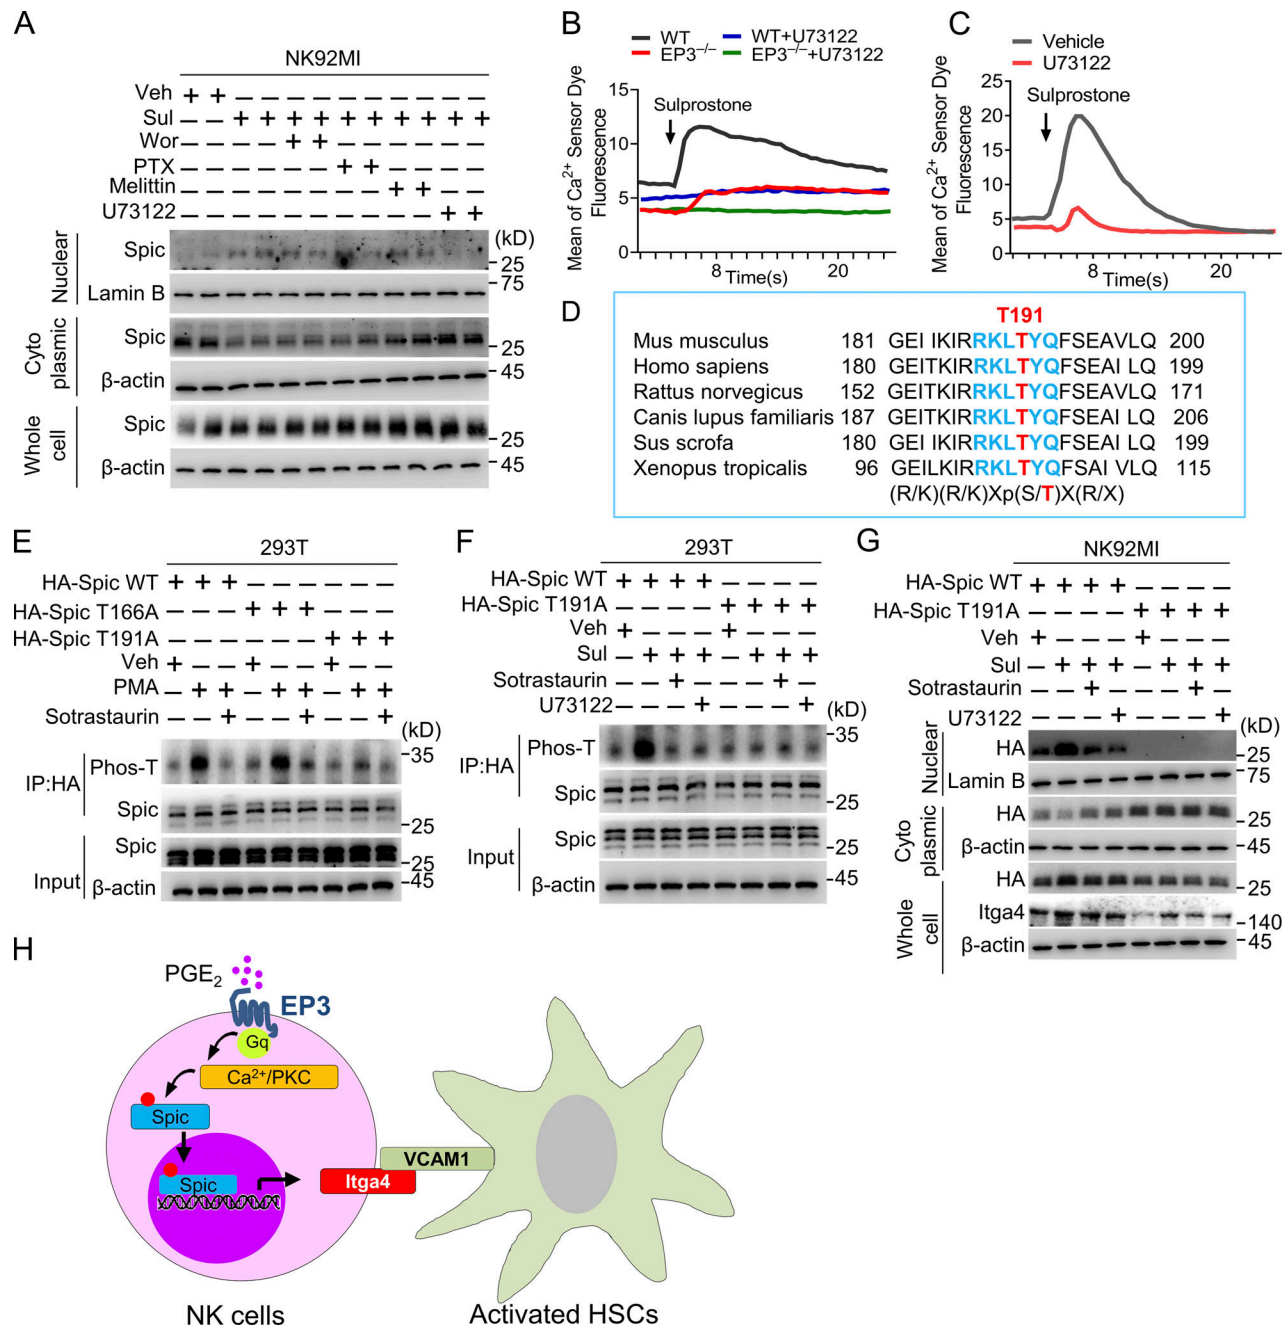 A
NK92MI
Veh + + – – – – – – – – – –
Sul – – + + + + + + + + + +
Wor – – – – + + – – – – – –
PTX – – – – – – + + – – – –
Melittin – – – – – – – – + + – –
U73122 – – – – – – – – – – + +
(kD)
Nuclear
Spic
25
75
Lamin B
Cyto
plasmic
Spic
25
45
β-actin
Whole
cell
Spic
25
45
β-actin
B
WT
WT+U73122
EP3–/–
EP3–/–+U73122
Mean of Ca2+ Sensor Dye
Fluorescence
15
10
5
0
Sulprostone
8
20
Time(s)
C
Vehicle
U73122
Mean of Ca2+ Sensor Dye
Fluorescence
25
20
15
10
5
0
Sulprostone
8
20
Time(s)
D
T191
Mus musculus 181 GEI IKIRRKLTYQFSEAVLQ 200
Homo sapiens 180 GEITKIRRKLTYQFSEAI LQ 199
Rattus norvegicus 152 GEITKIRRKLTYQFSEAVLQ 171
Canis lupus familiaris 187 GEITKIRRKLTYQFSEAI LQ 206
Sus scrofa 180 GEI IKIRRKLTYQFSEAI LQ 199
Xenopus tropicalis 96 GEILKIRRKLTYQFSAI VLQ 115
(R/K)(R/K)Xp(S/T)X(R/X)
E
293T
HA-Spic WT + + + – – – – – –
HA-Spic T166A – – – + + + – – –
HA-Spic T191A – – – – – – + + +
Veh + – – + – – + – –
PMA – + + – + + – + +
Sotrastaurin – – + – – + – – +
(kD)
IP:HA
Phos-T
35
Spic
25
Input
Spic
25
β-actin
45
F
293T
HA-Spic WT + + + + – – – –
HA-Spic T191A – – – – + + + +
Veh + – – – + – – –
Sul – + + + – + + +
Sotrastaurin – – + – – – + –
U73122 – – – + – – – +
(kD)
IP:HA
Phos-T
35
Spic
25
Input
Spic
25
β-actin
45
G
NK92MI
HA-Spic WT + + + + – – – –
HA-Spic T191A – – – – + + + +
Veh + – – – + – – –
Sul – + + + – + + +
Sotrastaurin – – + – – – + –
U73122 – – – + – – – +
(kD)
Nuclear
HA
25
Lamin B
75
Cyto
plasmic
HA
25
β-actin
45
Whole
cell
HA
25
Itga4
140
β-actin
45
H
PGE2
EP3
Gq
Ca2+/PKC
Spic
Spic
Itga4
VCAM1
NK cells
Activated HSCs